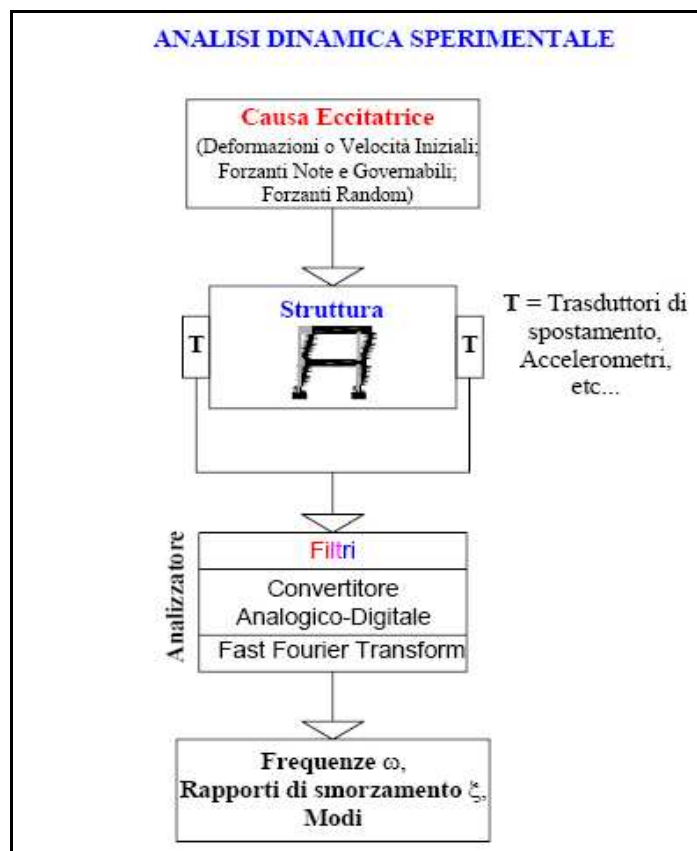 ANALISI DINAMICA SPERIMENTALE
Causa Eccitatrice
(Deformazioni o Velocità Iniziali;
Forzanti Note e Governabili;
Forzanti Random)
Struttura
T
T
T = Trasduttori di
spostamento,
Accelerometri,
etc...
Analizzatore
Filtri
Convertitore
Analogico-Digitale
Fast Fourier Transform
Frequenze ω,
Rapporti di smorzamento ξ,
Modi